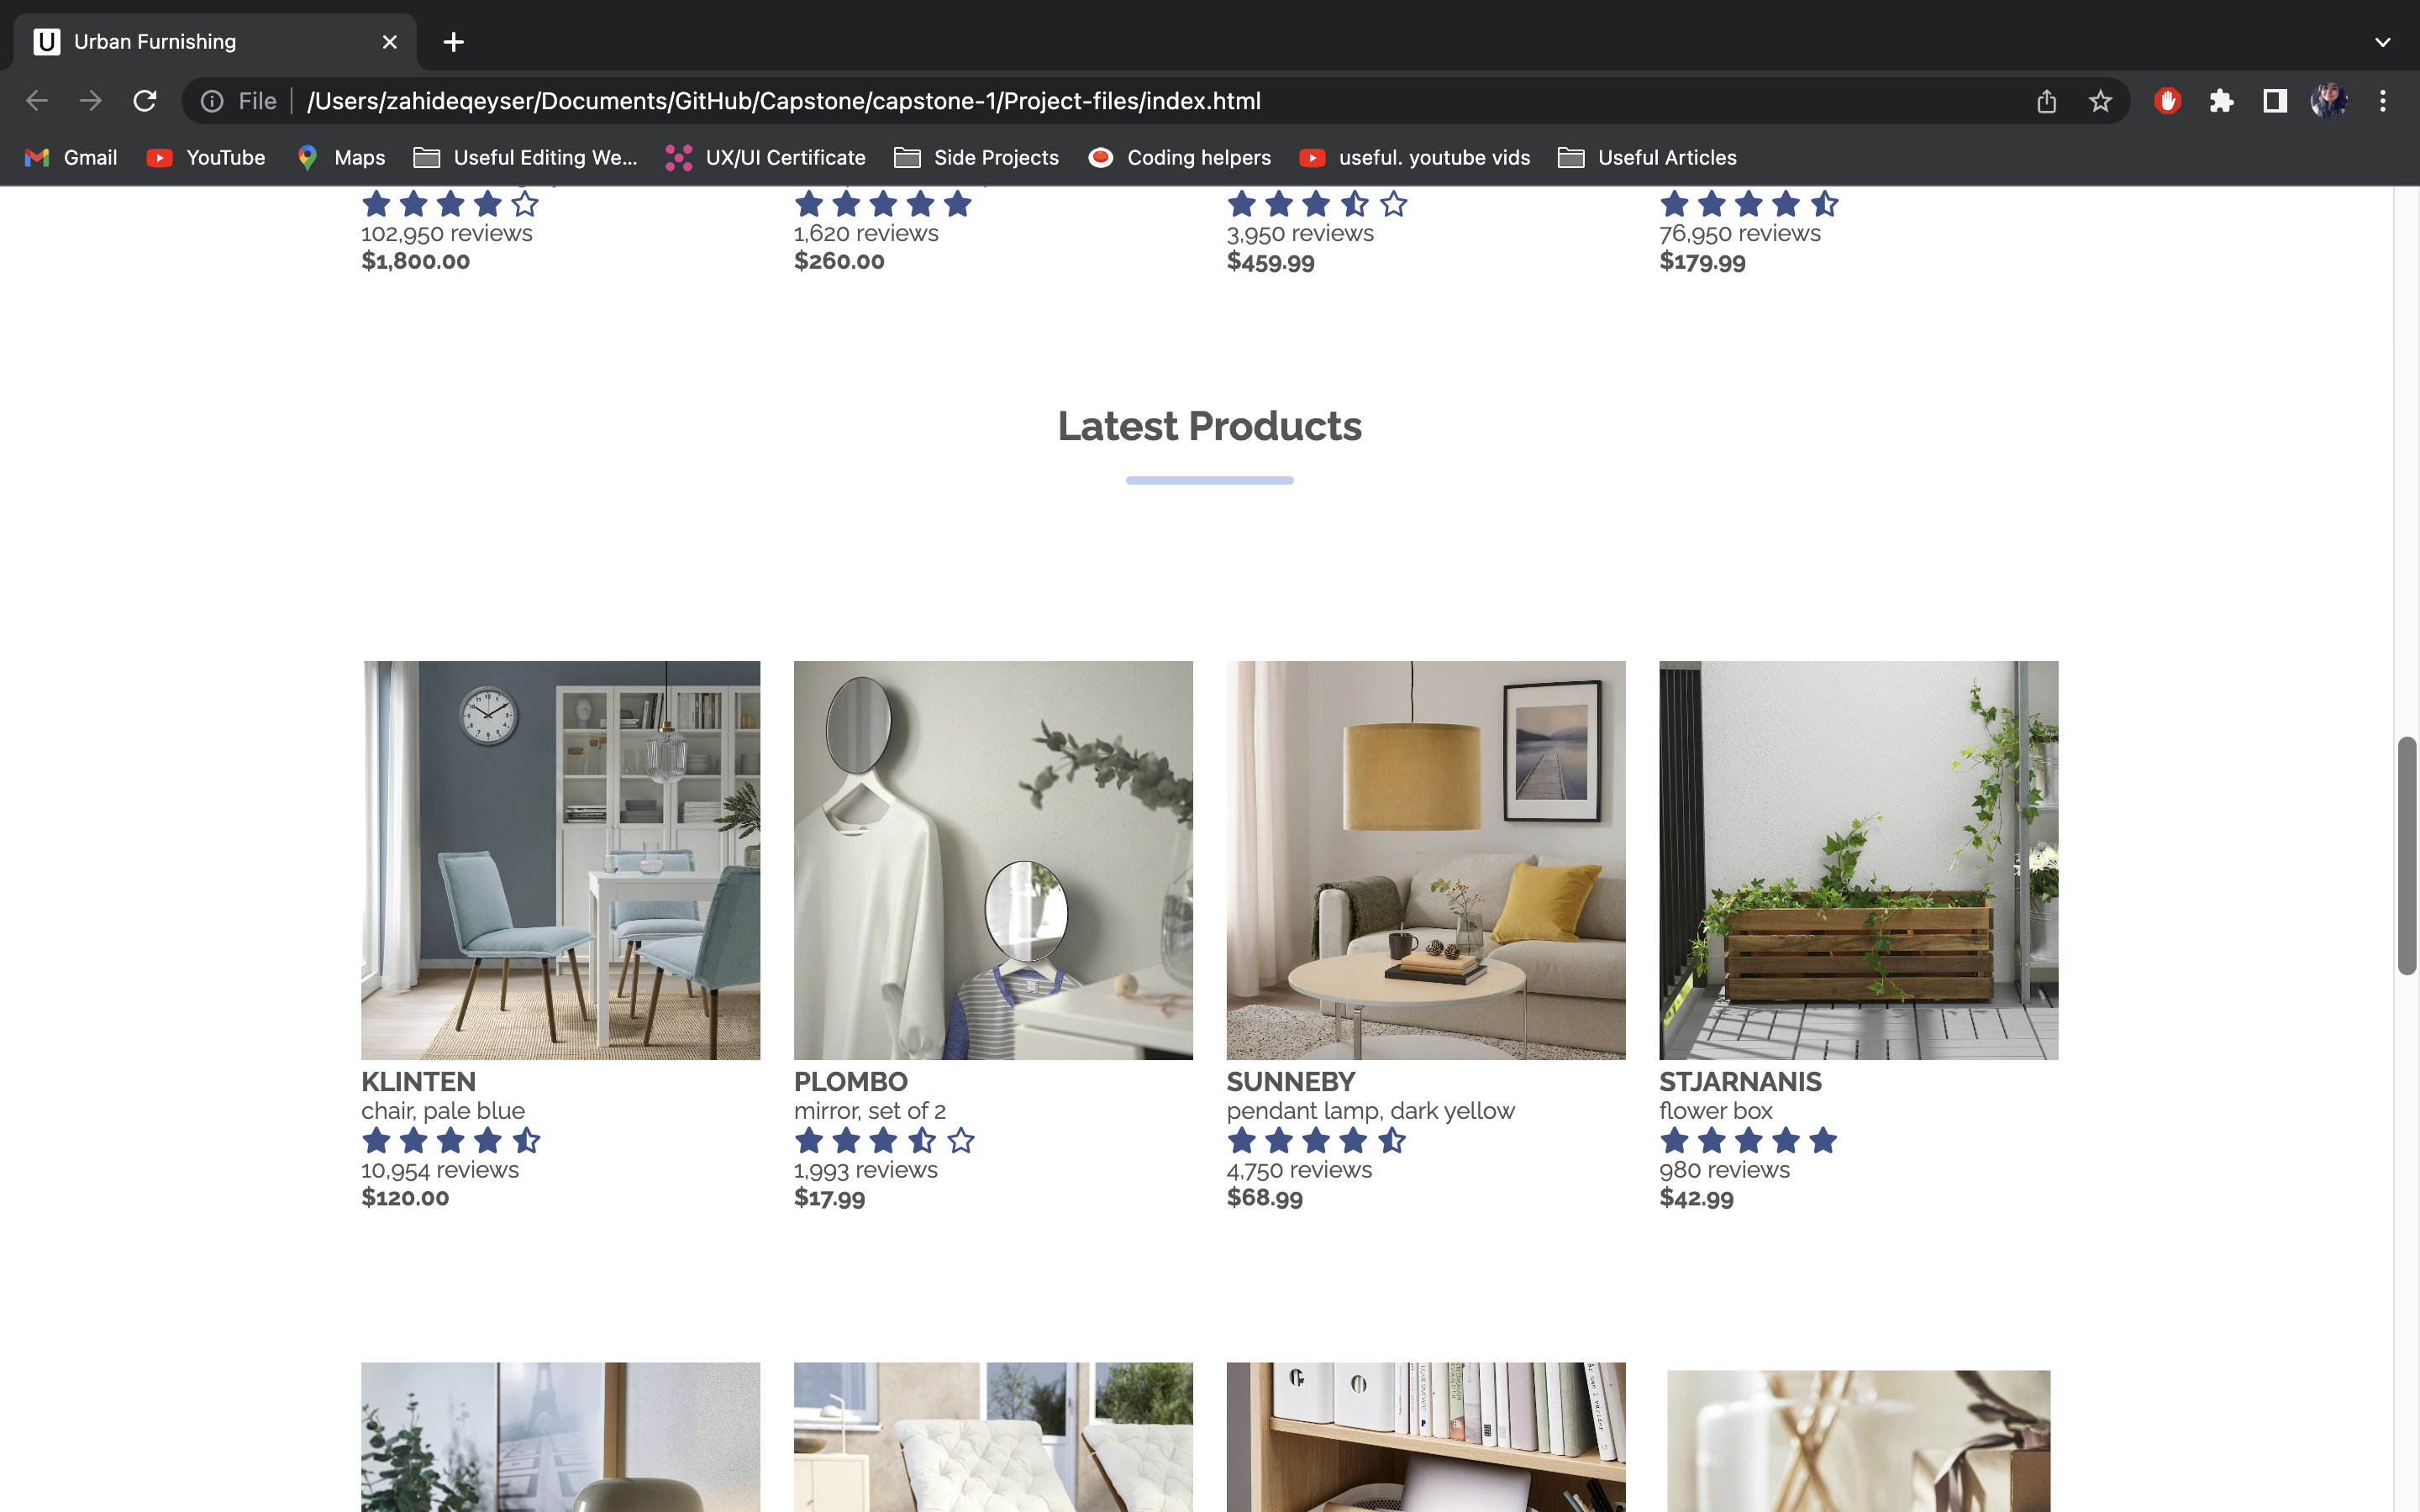 Urban Furnishing
File /Users/zahideqeyser/Documents/GitHub/Capstone/capstone-1/Project-files/index.html
Gmail YouTube Maps Useful Editing We... UX/UI Certificate Side Projects Coding helpers useful. youtube vids Useful Articles
102,950 reviews 1,620 reviews 3,950 reviews 76,950 reviews
$1,800.00 $260.00 $459.99 $179.99
Latest Products
KLINTEN PLOMBO SUNNEBY STJARNANIS
chair, pale blue mirror, set of 2 pendant lamp, dark yellow flower box
10,954 reviews 1,993 reviews 4,750 reviews 980 reviews
$120.00 $17.99 $68.99 $42.99